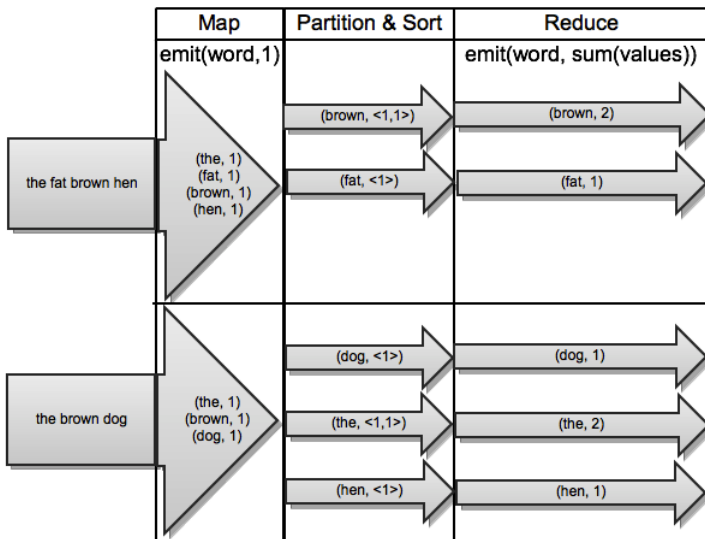 Map Partition & Sort Reduce
emit(word,1) emit(word, sum(values))
the fat brown hen
(the, 1)
(fat, 1)
(brown, 1)
(hen, 1)
(brown, <1,1>) (brown, 2)
(fat, <1>) (fat, 1)
the brown dog
(the, 1)
(brown, 1)
(dog, 1)
(dog, <1>) (dog, 1)
(the, <1,1>) (the, 2)
(hen, <1>) (hen, 1)